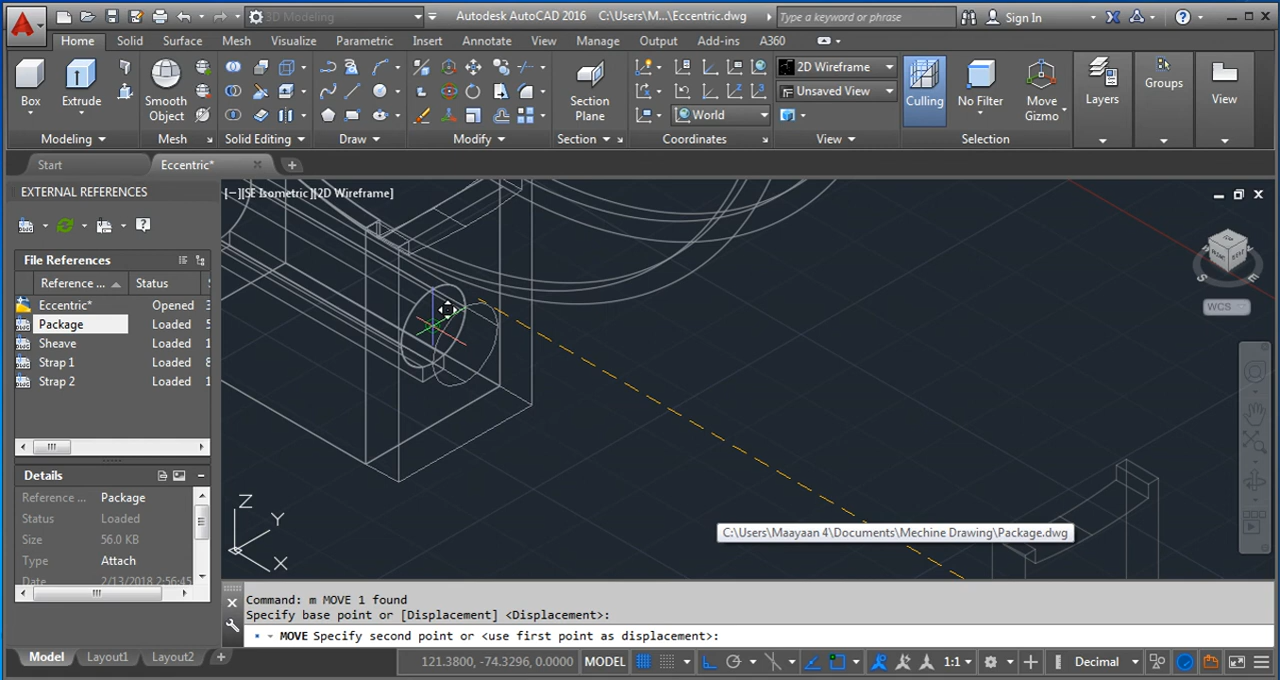 3D Modeling
Autodesk AutoCAD 2016 C:\Users\M...\Eccentric.dwg
Type a keyword or phrase
Sign In
Home Solid Surface Mesh Visualize Parametric Insert Annotate View Manage Output Add-ins A360
Box
Extrude
Smooth Object
Section Plane
World
2D Wireframe
Unsaved View
Culling
No Filter
Move Gizmo
Layers
Groups
View
Modeling Mesh Solid Editing Draw Modify Section Coordinates View Selection
Start Eccentric*
EXTERNAL REFERENCES
File References
Reference ... Status
Eccentric* Opened
Package Loaded
Sheave Loaded
Strap 1 Loaded
Strap 2 Loaded
Details
Reference ... Package
Status Loaded
Size 56.0 KB
Type Attach
Date 2/13/2018 2:56:45
[−][SE Isometric][2D Wireframe]
TOP
S E
WCS
Z
Y
X
C:\Users\Maayaan 4\Documents\Mechine Drawing\Package.dwg
Command: m MOVE 1 found
Specify base point or [Displacement] <Displacement>:
MOVE Specify second point or <use first point as displacement>:
Model Layout1 Layout2 +
121.3800, -74.3296, 0.0000 MODEL 1:1 Decimal